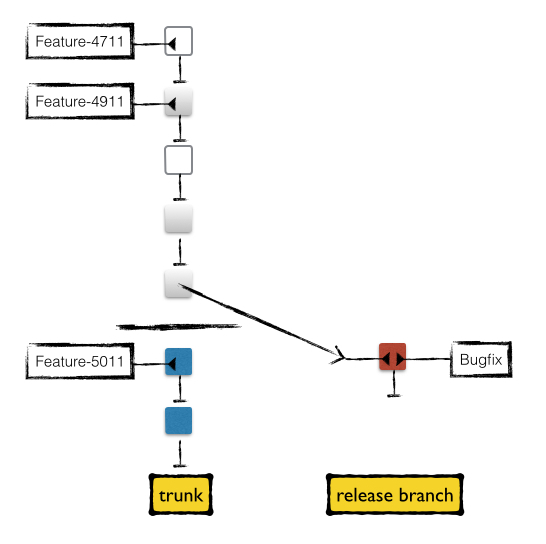 Feature-4711
Feature-4911
Feature-5011
Bugfix
trunk
release branch